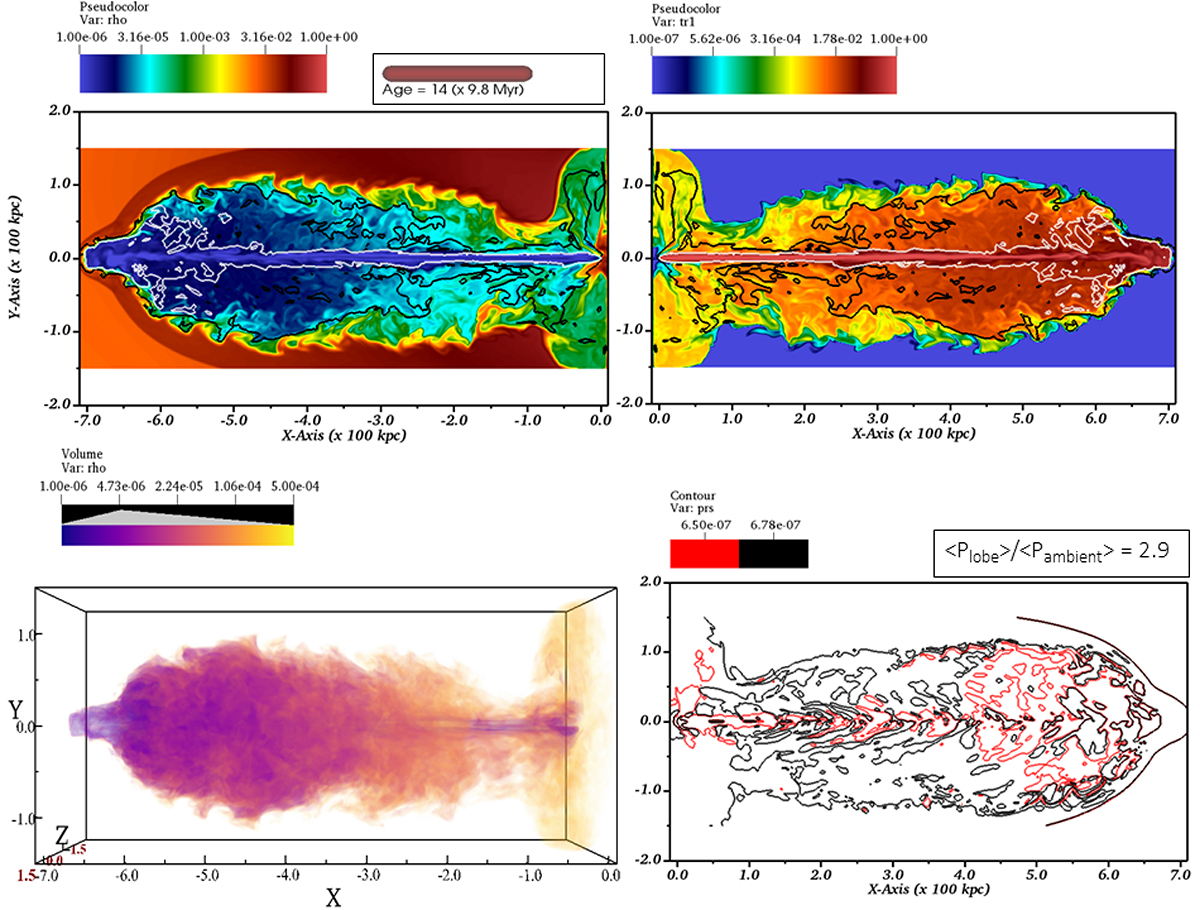 Pseudocolor
Var: rho
1.00e-06 3.16e-05 1.00e-03 3.16e-02 1.00e+00
Age = 14 (x 9.8 Myr)
Pseudocolor
Var: tr1
1.00e-07 5.62e-06 3.16e-04 1.78e-02 1.00e+00
2.0
1.0
0.0
-1.0
-2.0
Y-Axis (x 100 kpc)
-7.0 -6.0 -5.0 -4.0 -3.0 -2.0 -1.0 0.0
X-Axis (x 100 kpc)
2.0
1.0
0.0
-1.0
-2.0
0.0 1.0 2.0 3.0 4.0 5.0 6.0 7.0
X-Axis (x 100 kpc)
Volume
Var: rho
1.00e-06 4.73e-06 2.24e-05 1.06e-04 5.00e-04
1.0
Y
0.0
-1.0
Z
-1.5
0.0
1.5
-7.0 -6.0 -5.0 -4.0 -3.0 -2.0 -1.0 0.0
X
Contour
Var: prs
6.50e-07 6.78e-07
<Plobe>/<Pambient> = 2.9
2.0
1.0
0.0
-1.0
-2.0
0.0 1.0 2.0 3.0 4.0 5.0 6.0 7.0
X-Axis (x 100 kpc)